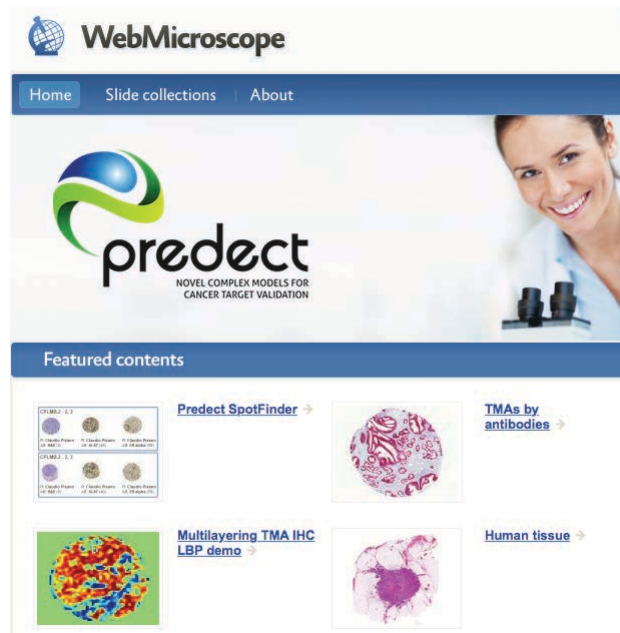 WebMicroscope
Home
Slide collections
About
predect
NOVEL COMPLEX MODELS FOR
CANCER TARGET VALIDATION
Featured contents
Predect SpotFinder
TMAs by
antibodies
Multilayering TMA IHC
LBP demo
Human tissue